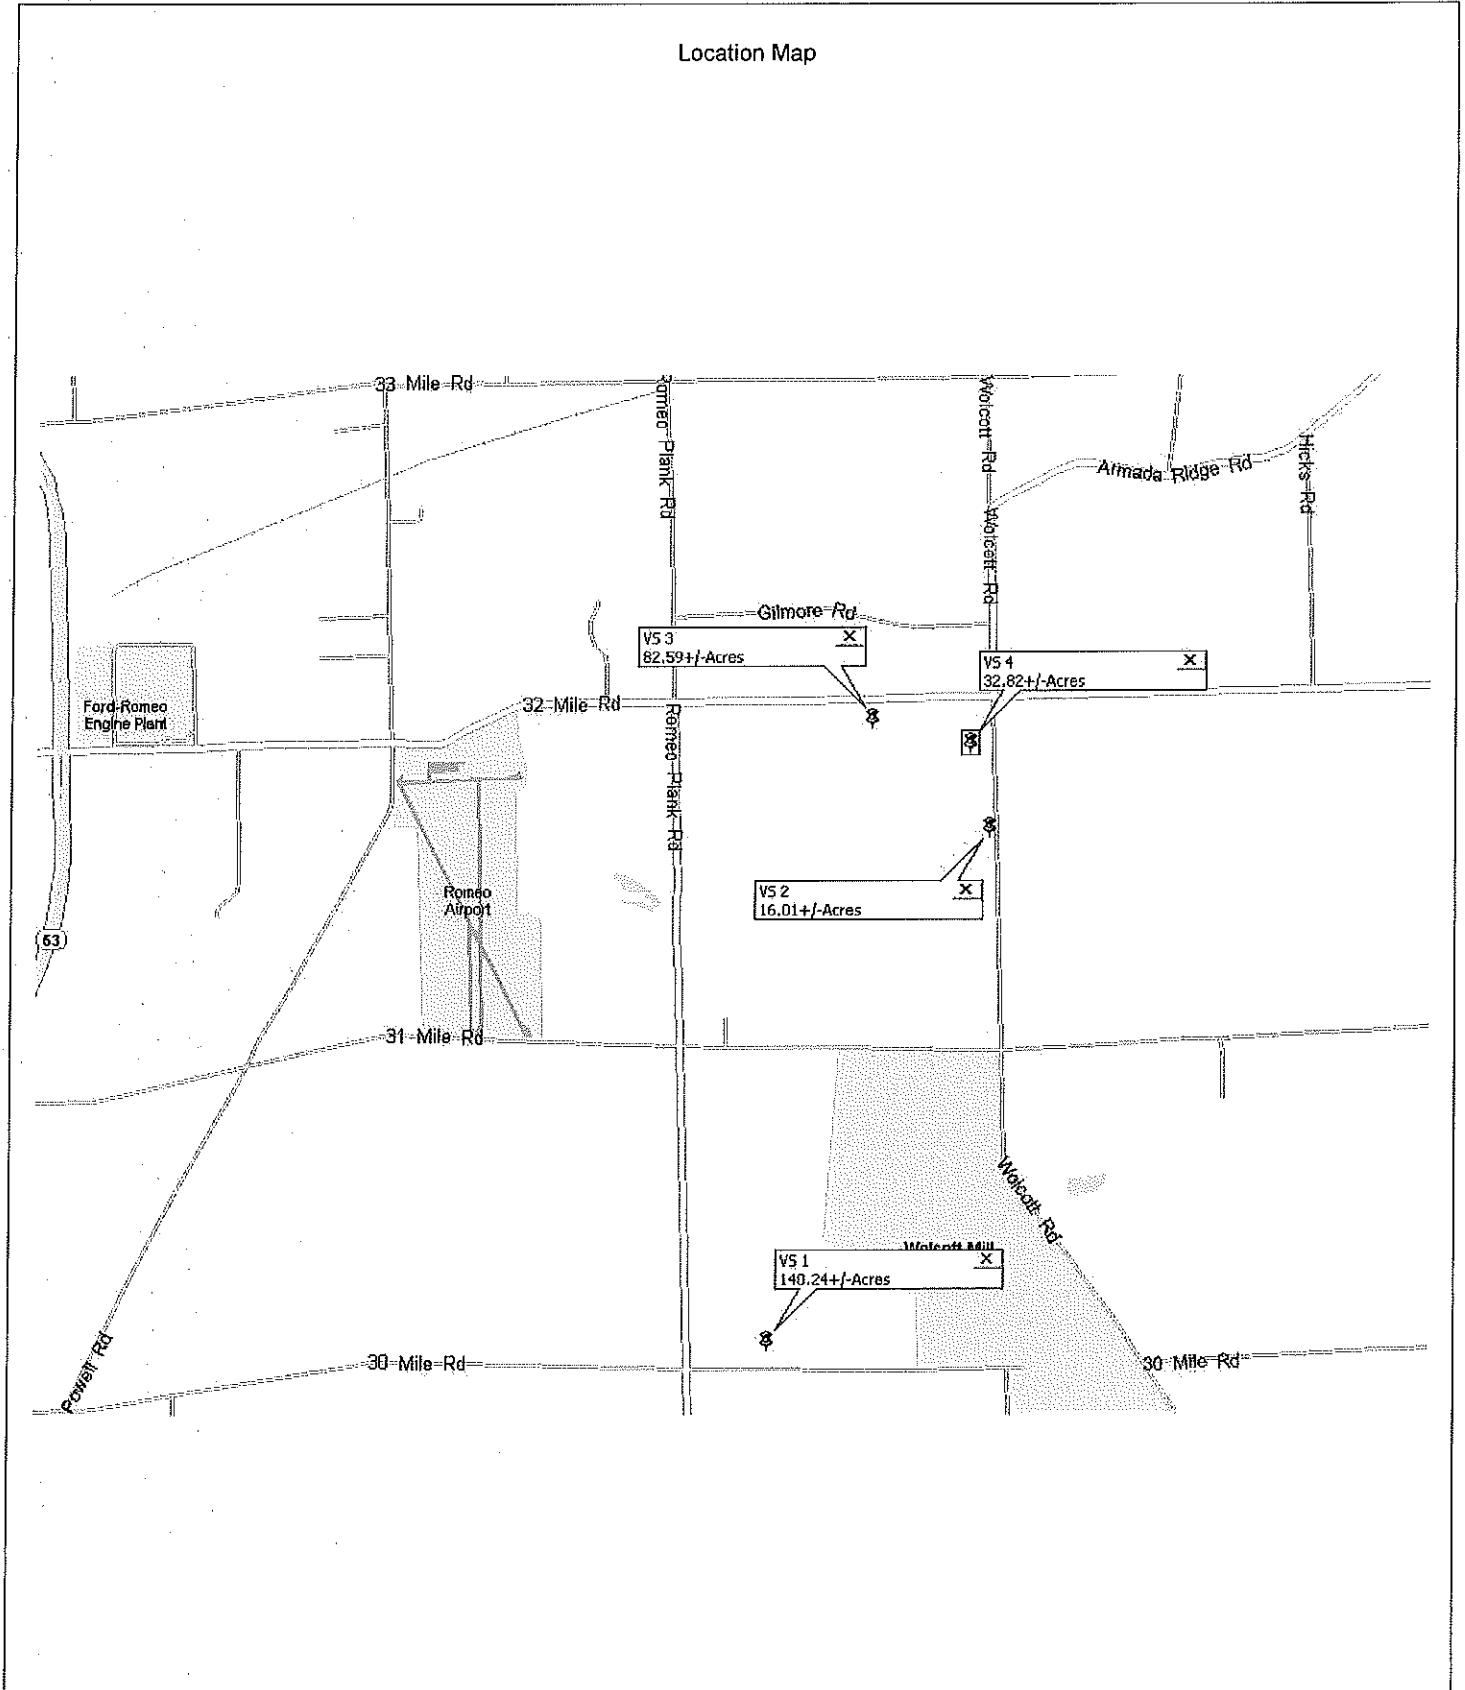 Location Map
33 Mile Rd
Romeo Plank Rd
Wolcott Rd
Armada Ridge Rd
Hicks Rd
Wolcott Rd
Gilmore Rd
VS 3
82.59+/-Acres
VS 4
32.82+/-Acres
Ford-Romeo
Engine Plant
32 Mile Rd
Romeo Plank Rd
VS 2
16.01+/-Acres
Romeo
Airport
53
31 Mile Rd
Wolcott Rd
Wolcott Mill
VS 1
140.24+/-Acres
Powell Rd
30 Mile Rd
30 Mile Rd